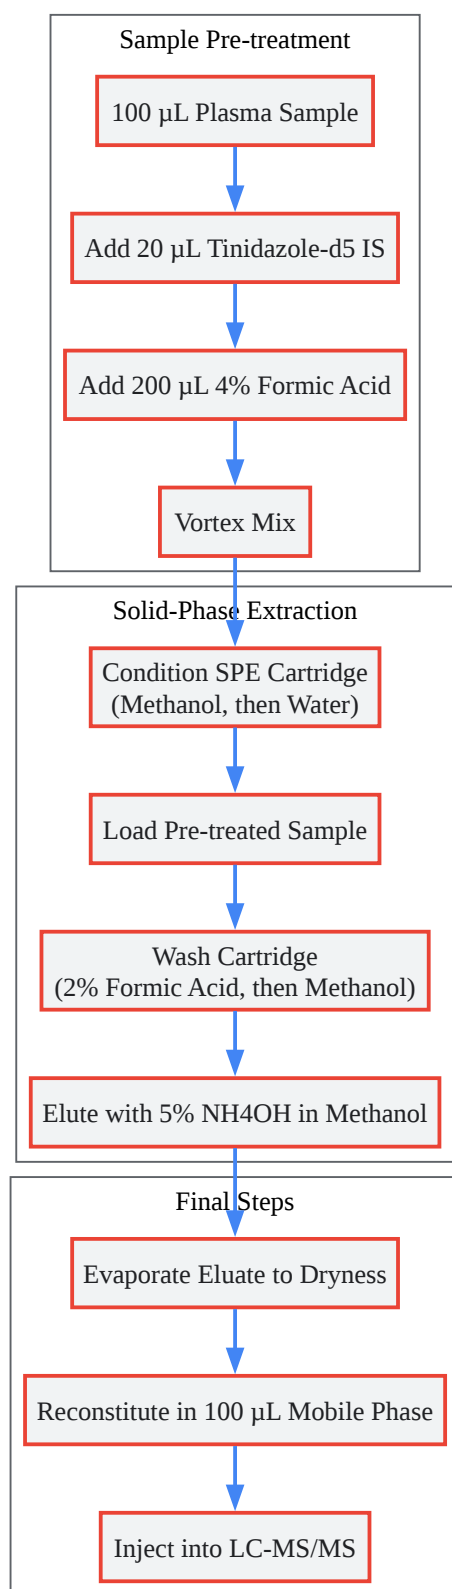 Sample Pre-treatment
100 µL Plasma Sample
Add 20 µL Tinidazole-d5 IS
Add 200 µL 4% Formic Acid
Vortex Mix
Solid-Phase Extraction
Condition SPE Cartridge
(Methanol, then Water)
Load Pre-treated Sample
Wash Cartridge
(2% Formic Acid, then Methanol)
Elute with 5% NH4OH in Methanol
Final Steps
Evaporate Eluate to Dryness
Reconstitute in 100 µL Mobile Phase
Inject into LC-MS/MS